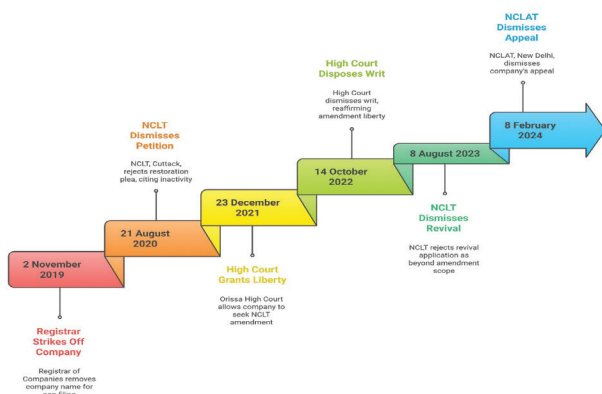 2 November
2019
Registrar
Strikes Off
Company
Registrar of
Companies removes
company name for
NCLT
Dismisses
Petition
NCLT, Cuttack,
rejects restoration
plea, citing inactivity
21 August
2020
23 December
2021
High Court
Grants Liberty
Orissa High Court
allows company to
seek NCLT
amendment
High Court
Disposes Writ
High Court
dismisses writ,
reaffirming
amendment liberty
14 October
2022
8 August 2023
NCLT
Dismisses
Revival
NCLT rejects revival
application as
beyond amendment
scope
NCLAT
Dismisses
Appeal
NCLAT, New Delhi,
dismisses
company's appeal
8 February
2024